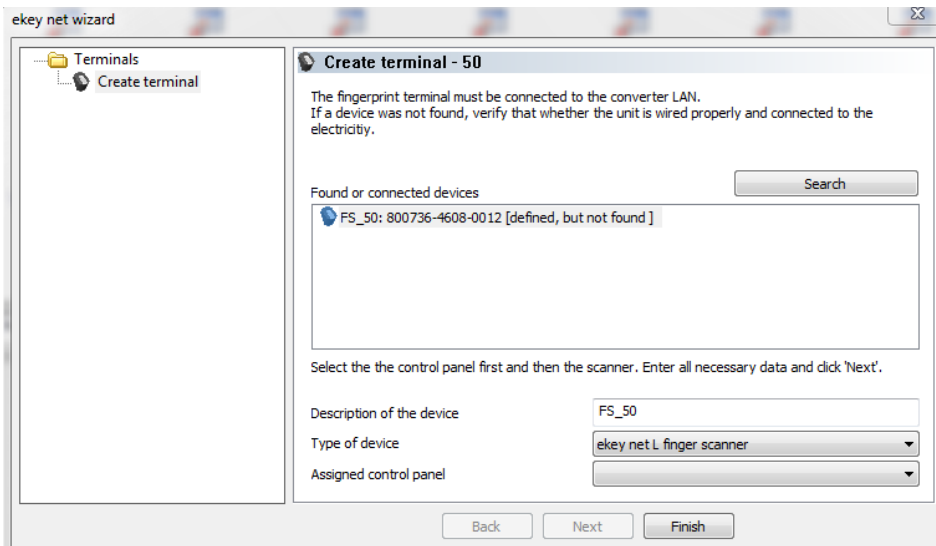 ekey net wizard
Terminals
Create terminal
Create terminal - 50
The fingerprint terminal must be connected to the converter LAN.
If a device was not found, verify that whether the unit is wired properly and connected to the
electricitiy.
Found or connected devices
Search
FS_50: 800736-4608-0012 [defined, but not found ]
Select the the control panel first and then the scanner. Enter all necessary data and click 'Next'.
Description of the device
FS_50
Type of device
ekey net L finger scanner
Assigned control panel
Back
Next
Finish